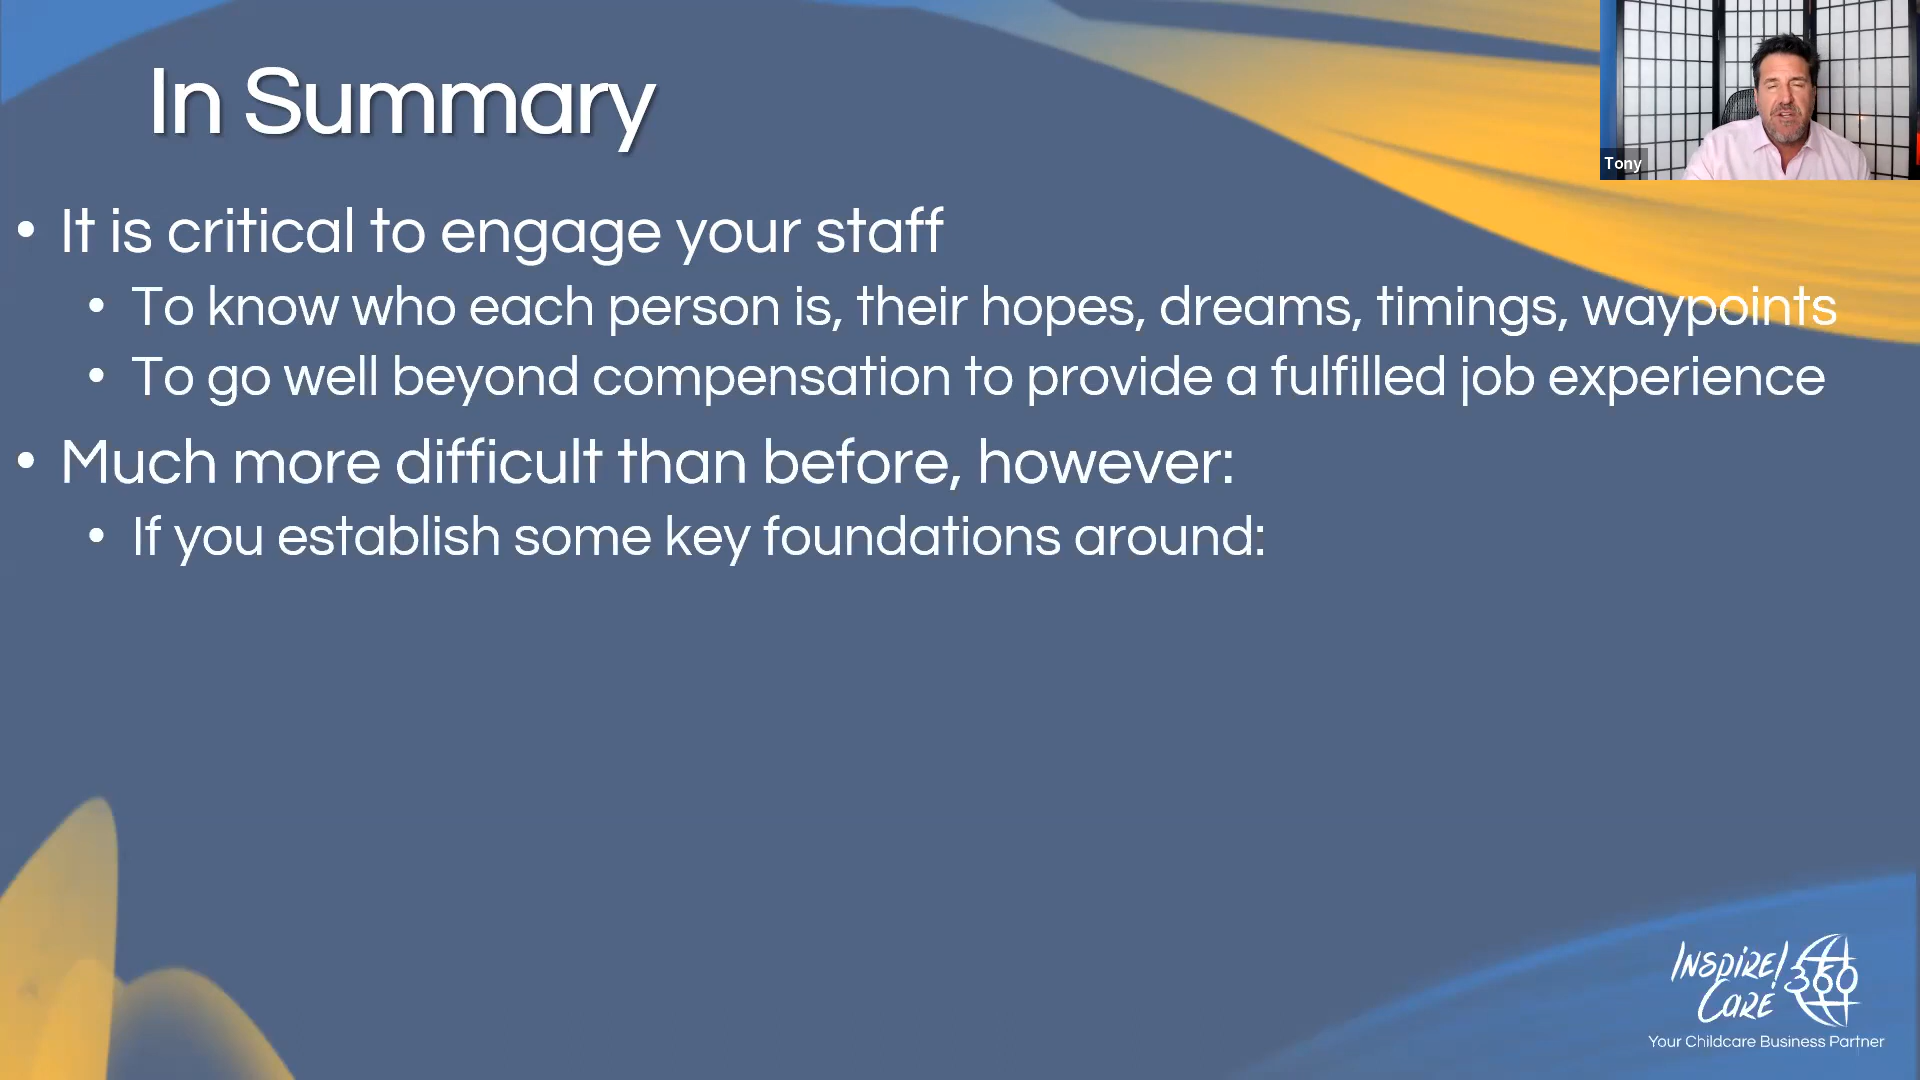 In Summary
Tony
• It is critical to engage your staff
• To know who each person is, their hopes, dreams, timings, waypoints
• To go well beyond compensation to provide a fulfilled job experience
• Much more difficult than before, however:
• If you establish some key foundations around:
INSPIRE!
CARE 360
Your Childcare Business Partner